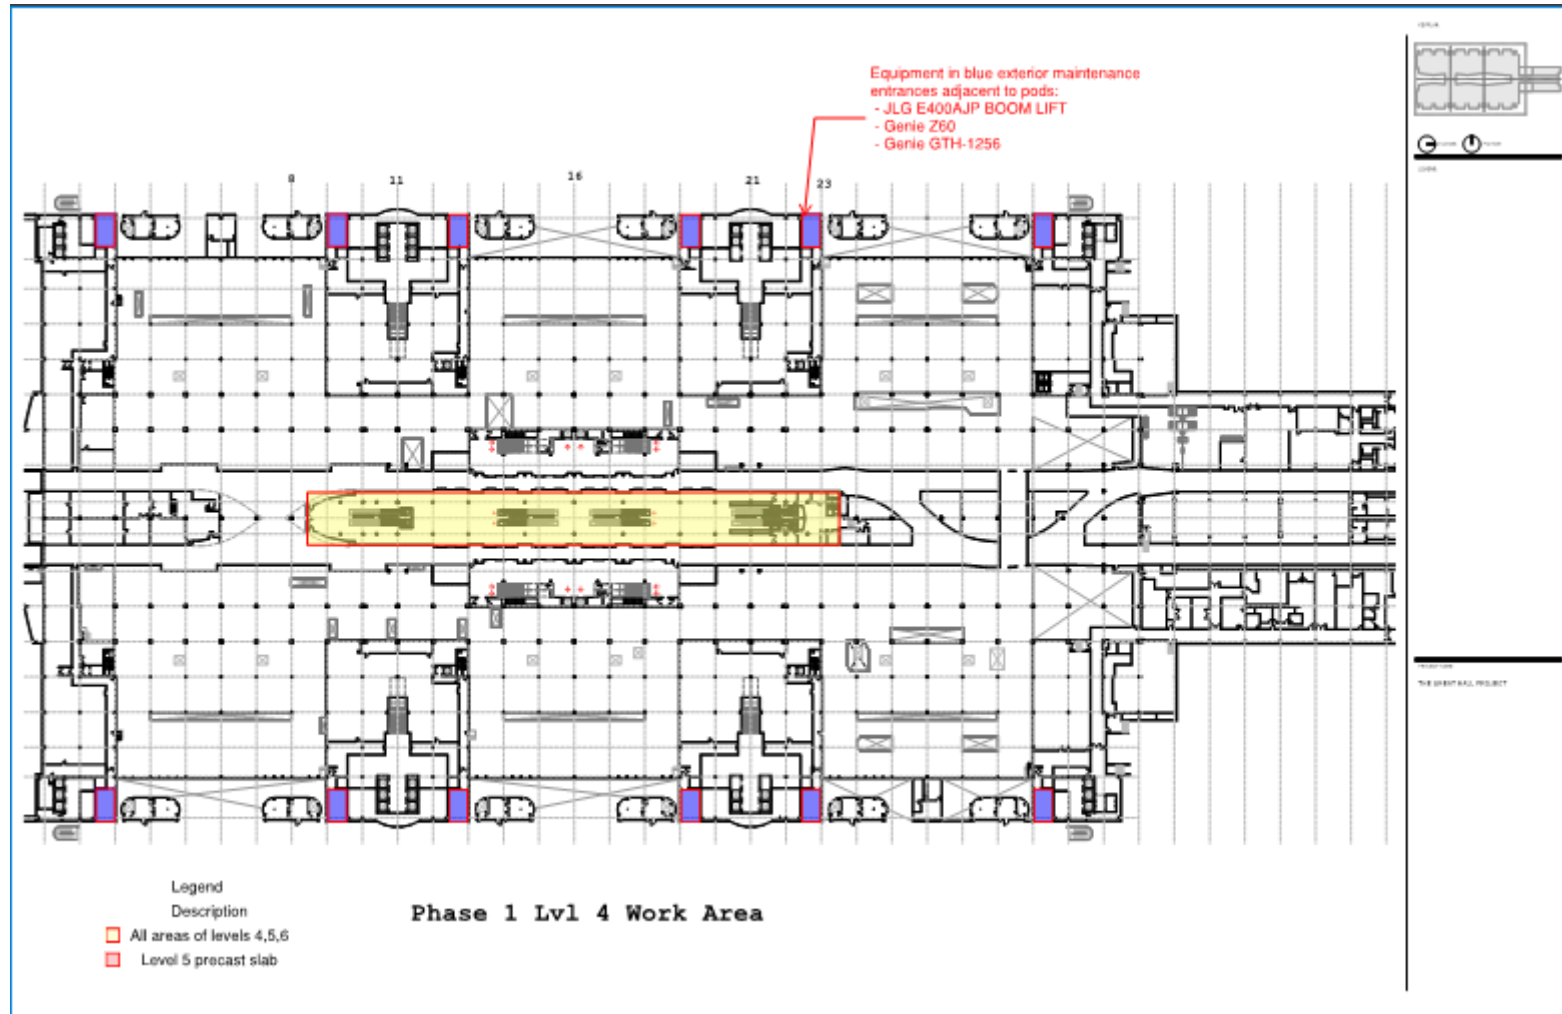 Equipment in blue exterior maintenance
entrances adjacent to pods:
- JLG E400AJP BOOM LIFT
- Genie Z60
- Genie GTH-1256
8
11
16
21
23
Legend
Description
All areas of levels 4,5,6
Level 5 precast slab
Phase 1 Lvl 4 Work Area